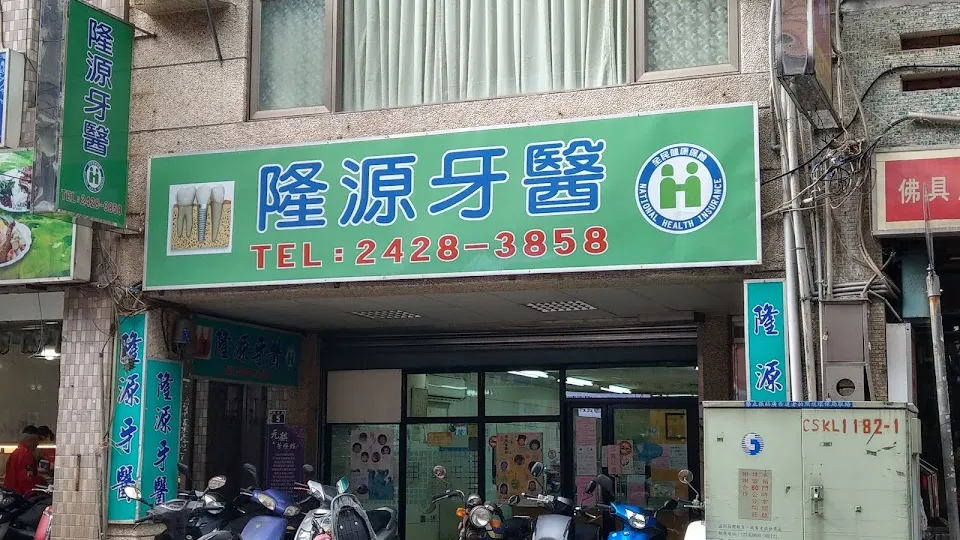 隆源牙醫
TEL:2428-3858
隆源牙醫
TEL:2428-3858
全民健康保險
NATIONAL HEALTH INSURANCE
佛具
隆源牙醫
隆源牙醫
隆源牙醫
隆源
CSKL1182-1